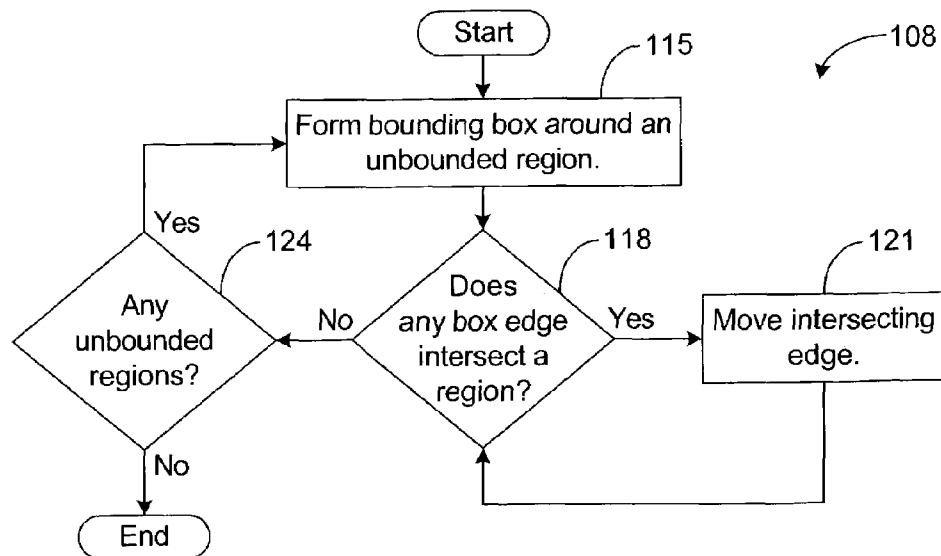 Start
115
108
Form bounding box around an
unbounded region.
Yes
124
118
121
Any
unbounded
regions?
No
Does
any box edge
intersect a
region?
Yes
Move intersecting
edge.
No
End